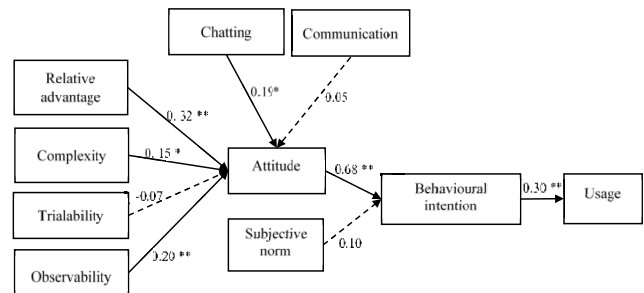 Chatting
Communication
Relative
advantage
0.19*
0.05
0. 32 **
Complexity
0. 15 *
Attitude
0.68 **
Behavioural
intention
0.30 **
Usage
-0.07
Trialability
Subjective
norm
0.10
0.20 **
Observability